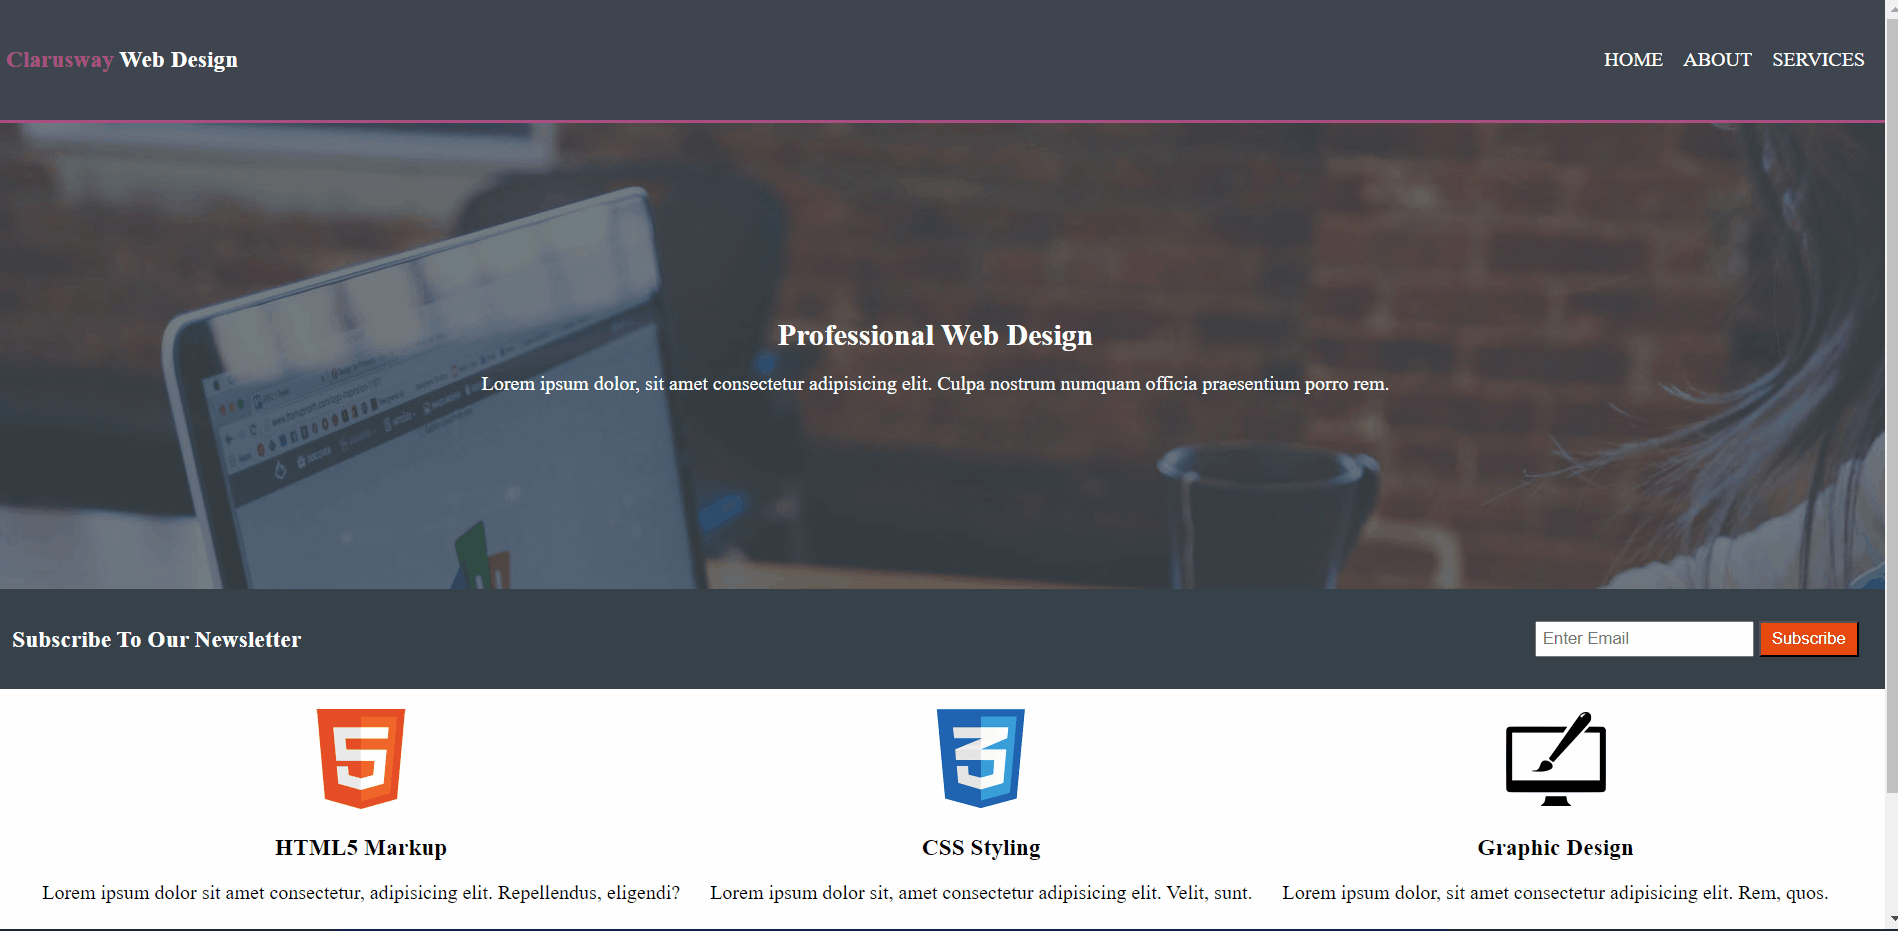 Clarusway Web Design
HOME ABOUT SERVICES
Professional Web Design
Lorem ipsum dolor, sit amet consectetur adipisicing elit. Culpa nostrum numquam officia praesentium porro rem.
Subscribe To Our Newsletter
Enter Email Subscribe
HTML5 Markup
Lorem ipsum dolor sit amet consectetur, adipisicing elit. Repellendus, eligendi?
CSS Styling
Lorem ipsum dolor sit, amet consectetur adipisicing elit. Velit, sunt.
Graphic Design
Lorem ipsum dolor, sit amet consectetur adipisicing elit. Rem, quos.